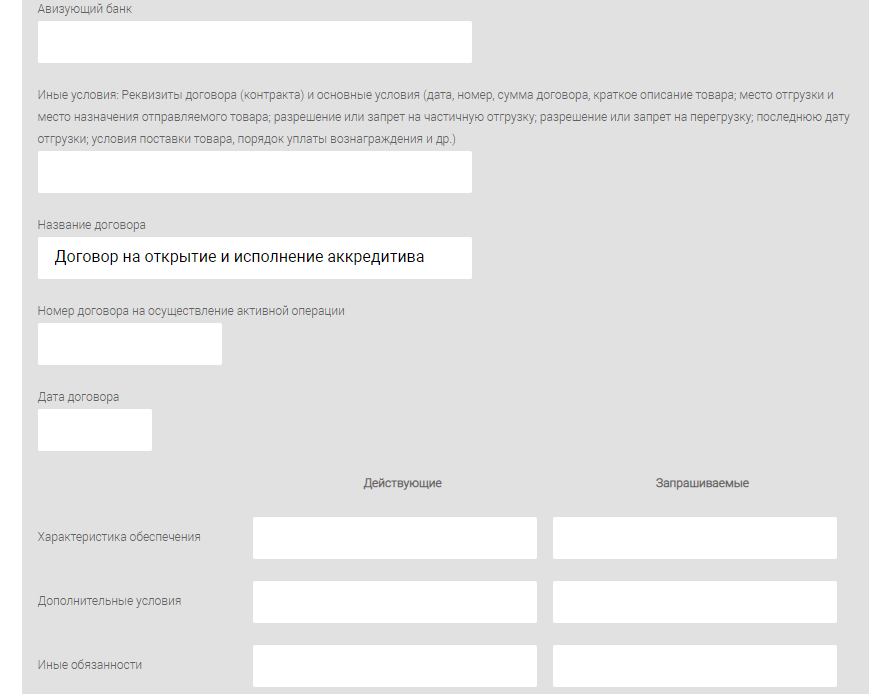 Авизующий банк
Иные условия: Реквизиты договора (контракта) и основные условия (дата, номер, сумма договора, краткое описание товара; место отгрузки и
место назначения отправляемого товара; разрешение или запрет на частичную отгрузку; разрешение или запрет на перегрузку; последнюю дату
отгрузки; условия поставки товара, порядок уплаты вознаграждения и др.)
Название договора
Договор на открытие и исполнение аккредитива
Номер договора на осуществление активной операции
Дата договора
Действующие Запрашиваемые
Характеристика обеспечения
Дополнительные условия
Иные обязанности